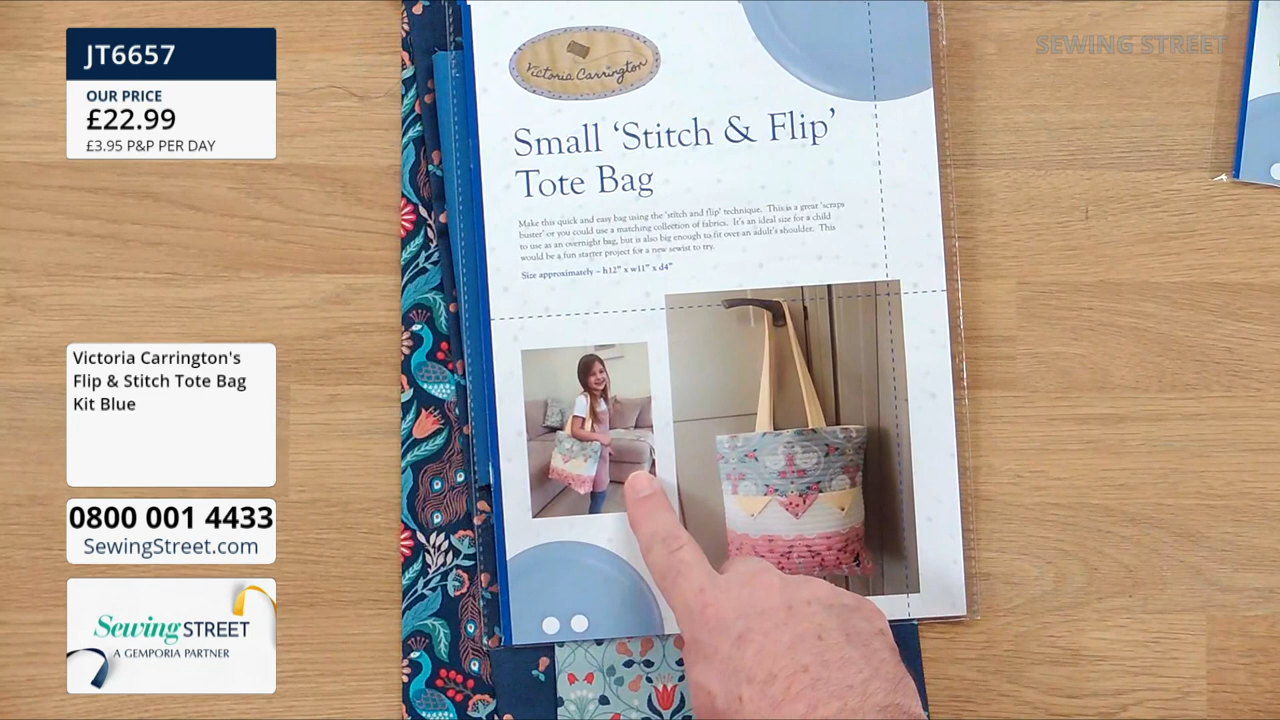 JT6657
OUR PRICE
£22.99
£3.95 P&P PER DAY
Victoria Carrington's
Flip & Stitch Tote Bag
Kit Blue
0800 001 4433
SewingStreet.com
Sewing STREET
A GEMPORIA PARTNER
SEWING STREET
Victoria Carrington
Small ‘Stitch & Flip’
Tote Bag
Make this quick and easy bag using the ‘stitch and flip’ technique. This is a great ‘scraps
buster’ or you could use a matching collection of fabrics. It’s an ideal size for a child
to use as an overnight bag, but is also big enough to fit over an adult’s shoulder. This
would be a fun starter project for a new sewist to try.
Size approximately – h12” x w11” x d4”